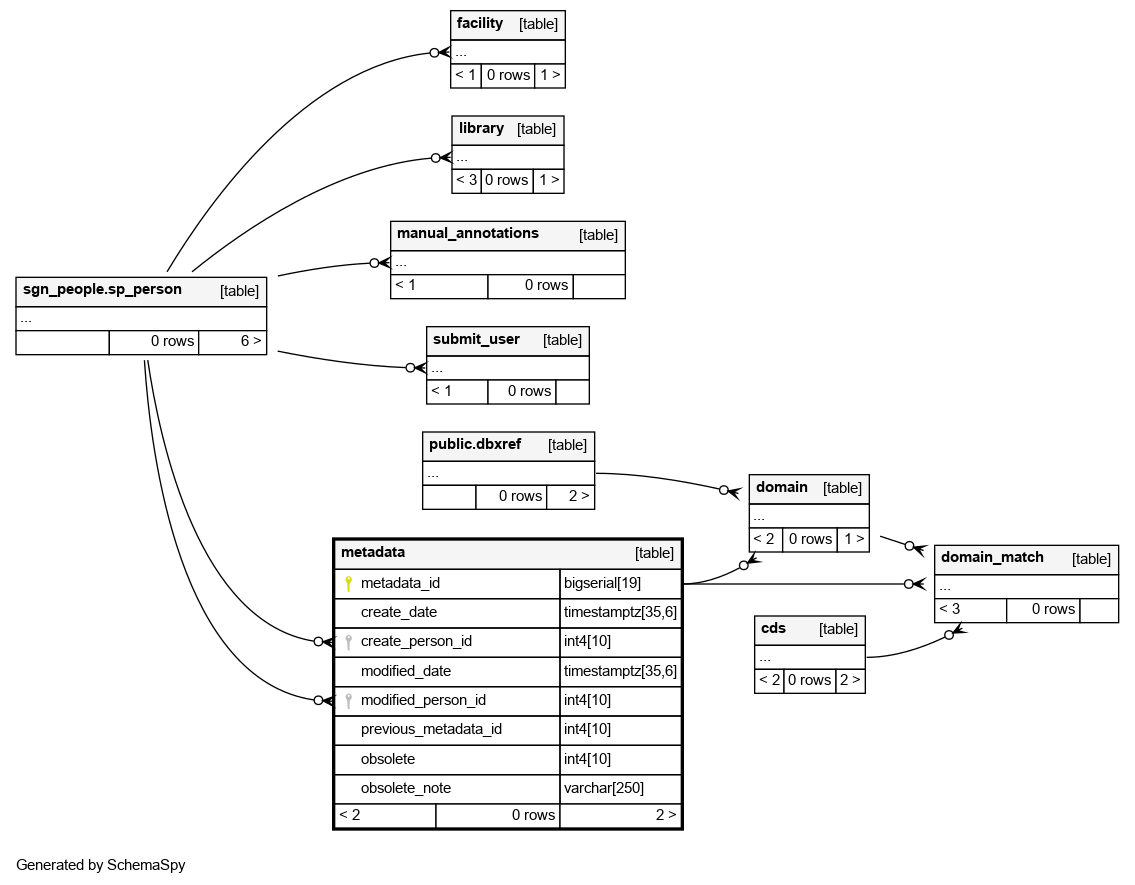 facility [table]
...
< 1 0 rows 1 >
library [table]
...
< 3 0 rows 1 >
manual_annotations [table]
...
< 1 0 rows
sgn_people.sp_person [table]
...
0 rows 6 >
submit_user [table]
...
< 1 0 rows
public.dbxref [table]
...
0 rows 2 >
domain [table]
...
< 2 0 rows 1 >
metadata [table]
metadata_id bigserial[19]
create_date timestamptz[35,6]
create_person_id int4[10]
modified_date timestamptz[35,6]
modified_person_id int4[10]
previous_metadata_id int4[10]
obsolete int4[10]
obsolete_note varchar[250]
< 2 0 rows 2 >
domain_match [table]
...
< 3 0 rows
cds [table]
...
< 2 0 rows 2 >
Generated by SchemaSpy